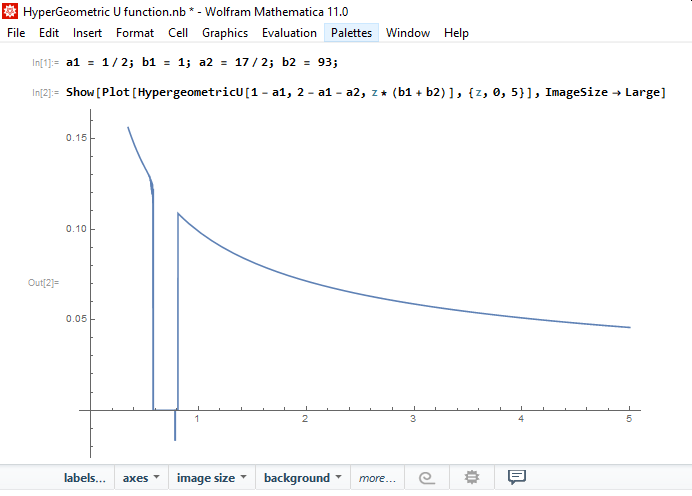 HyperGeometric U function.nb * - Wolfram Mathematica 11.0
File Edit Insert Format Cell Graphics Evaluation Palettes Window Help
In[1]:= a1 = 1 / 2; b1 = 1; a2 = 17 / 2; b2 = 93;
In[2]:= Show[Plot[HypergeometricU[1 - a1, 2 - a1 - a2, z * (b1 + b2)], {z, 0, 5}], ImageSize → Large]
0.15
0.10
Out[2]=
0.05
1 2 3 4 5
labels... axes image size background more...